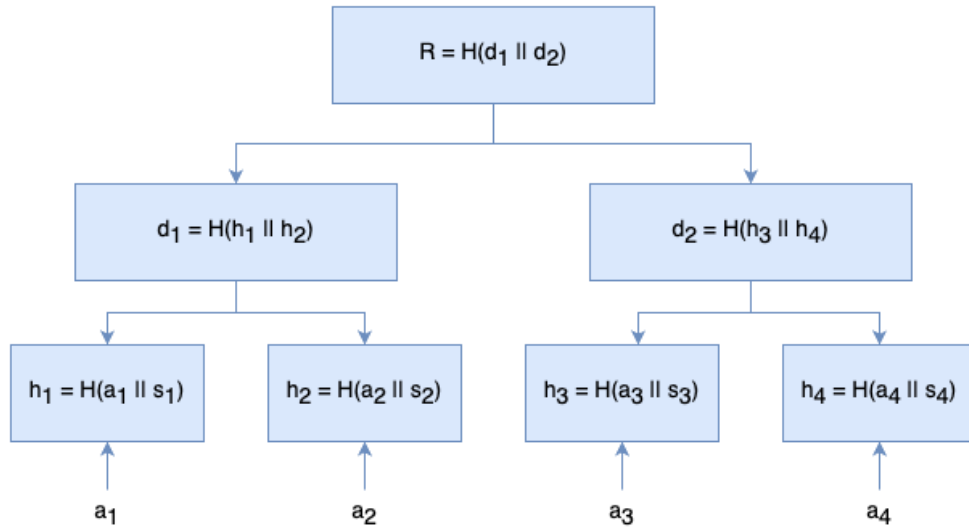 R = H(d₁ || d₂)
d₁ = H(h₁ || h₂)
d₂ = H(h₃ || h₄)
h₁ = H(a₁ || s₁)
h₂ = H(a₂ || s₂)
h₃ = H(a₃ || s₃)
h₄ = H(a₄ || s₄)
a₁
a₂
a₃
a₄